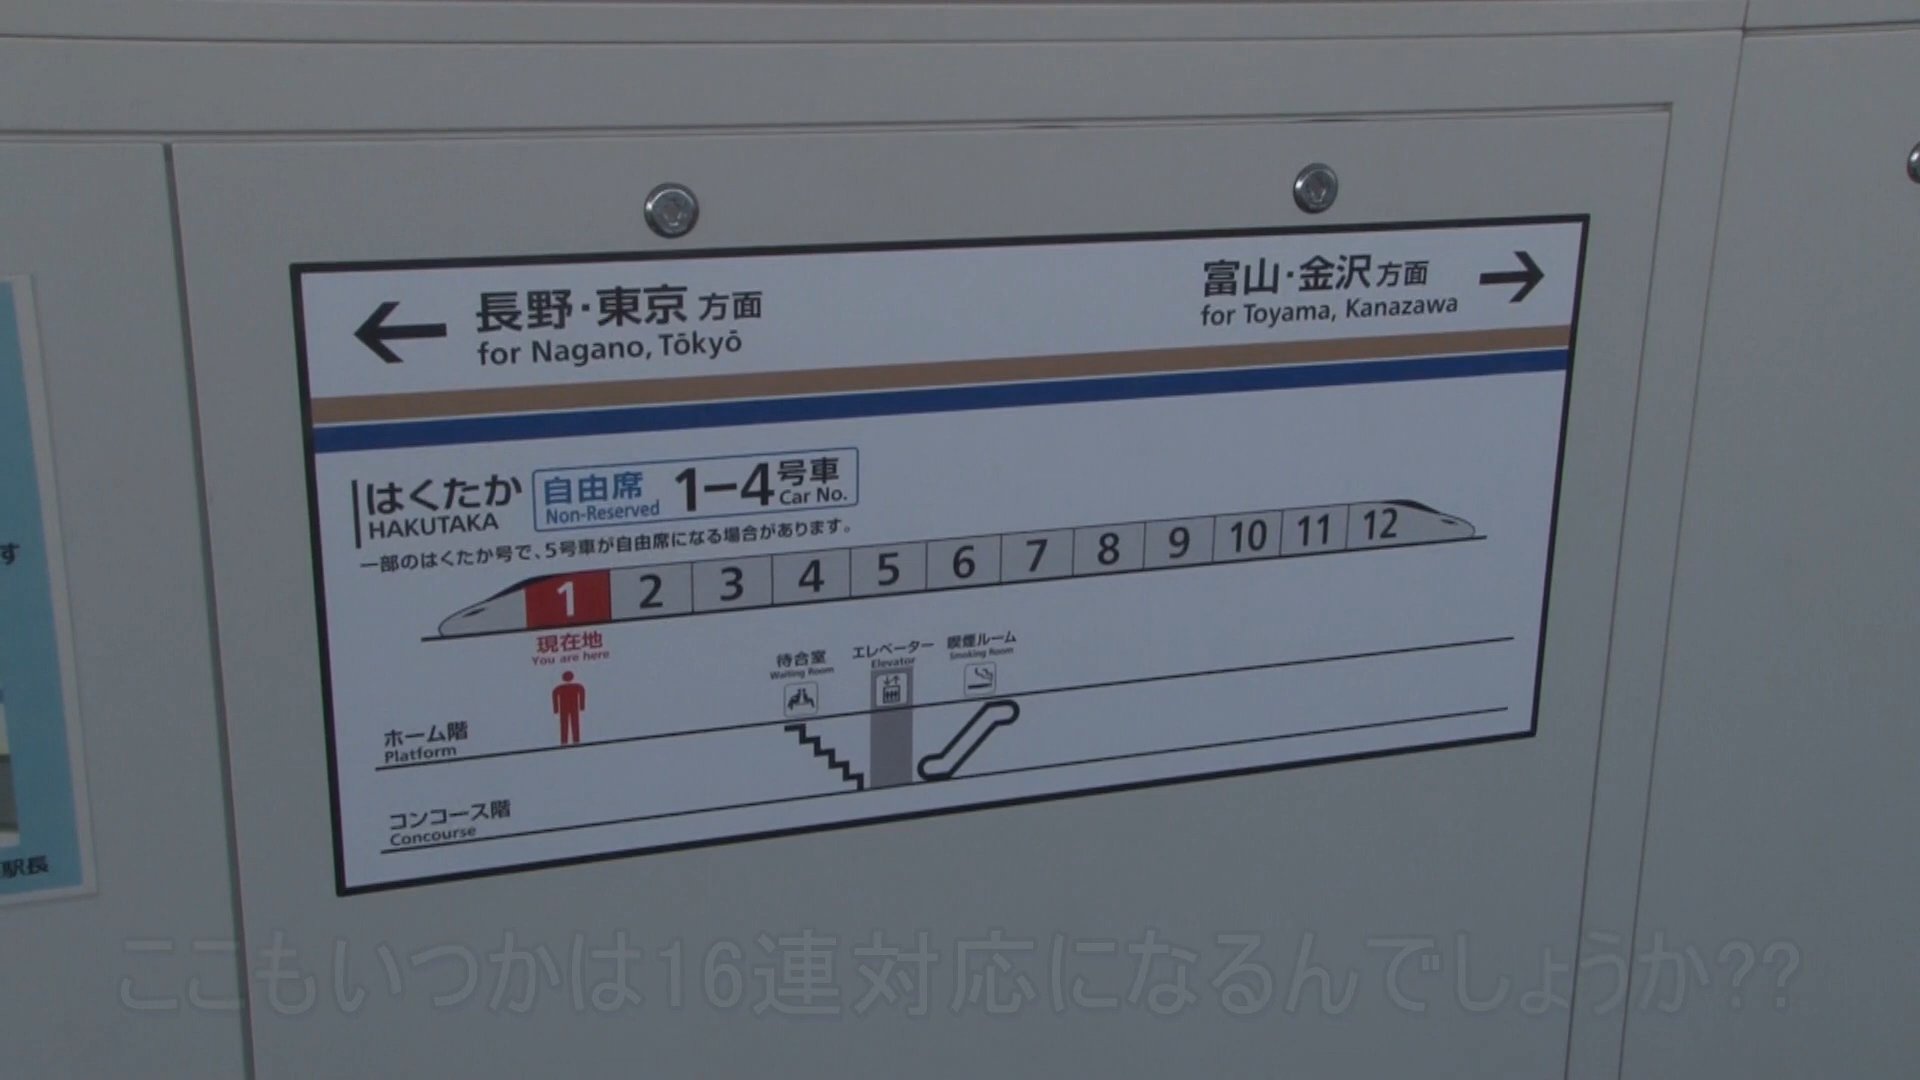 長野・東京 方面
for Nagano, Tōkyō
富山・金沢 方面
for Toyama, Kanazawa
はくたか
HAKUTAKA
自由席
Non-Reserved
1-4 号車
Car No.
一部のはくたか号で、5号車が自由席になる場合があります。
1 2 3 4 5 6 7 8 9 10 11 12
現在地
You are here
待合室
Waiting Room
エレベーター
Elevator
喫煙ルーム
Smoking Room
ホーム階
Platform
コンコース階
Concourse
す
駅長
ここもいつかは16連対応になるんでしょうか??